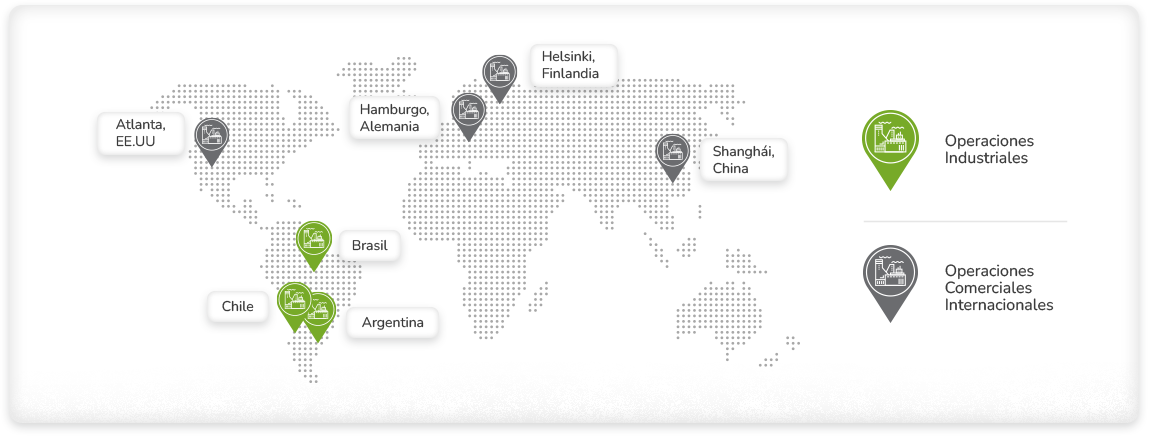 Helsinki,
Finlandia
Hamburgo,
Alemania
Atlanta,
EE.UU
Shanghái,
China
Brasil
Chile
Argentina
Operaciones
Industriales
Operaciones
Comerciales
Internacionales